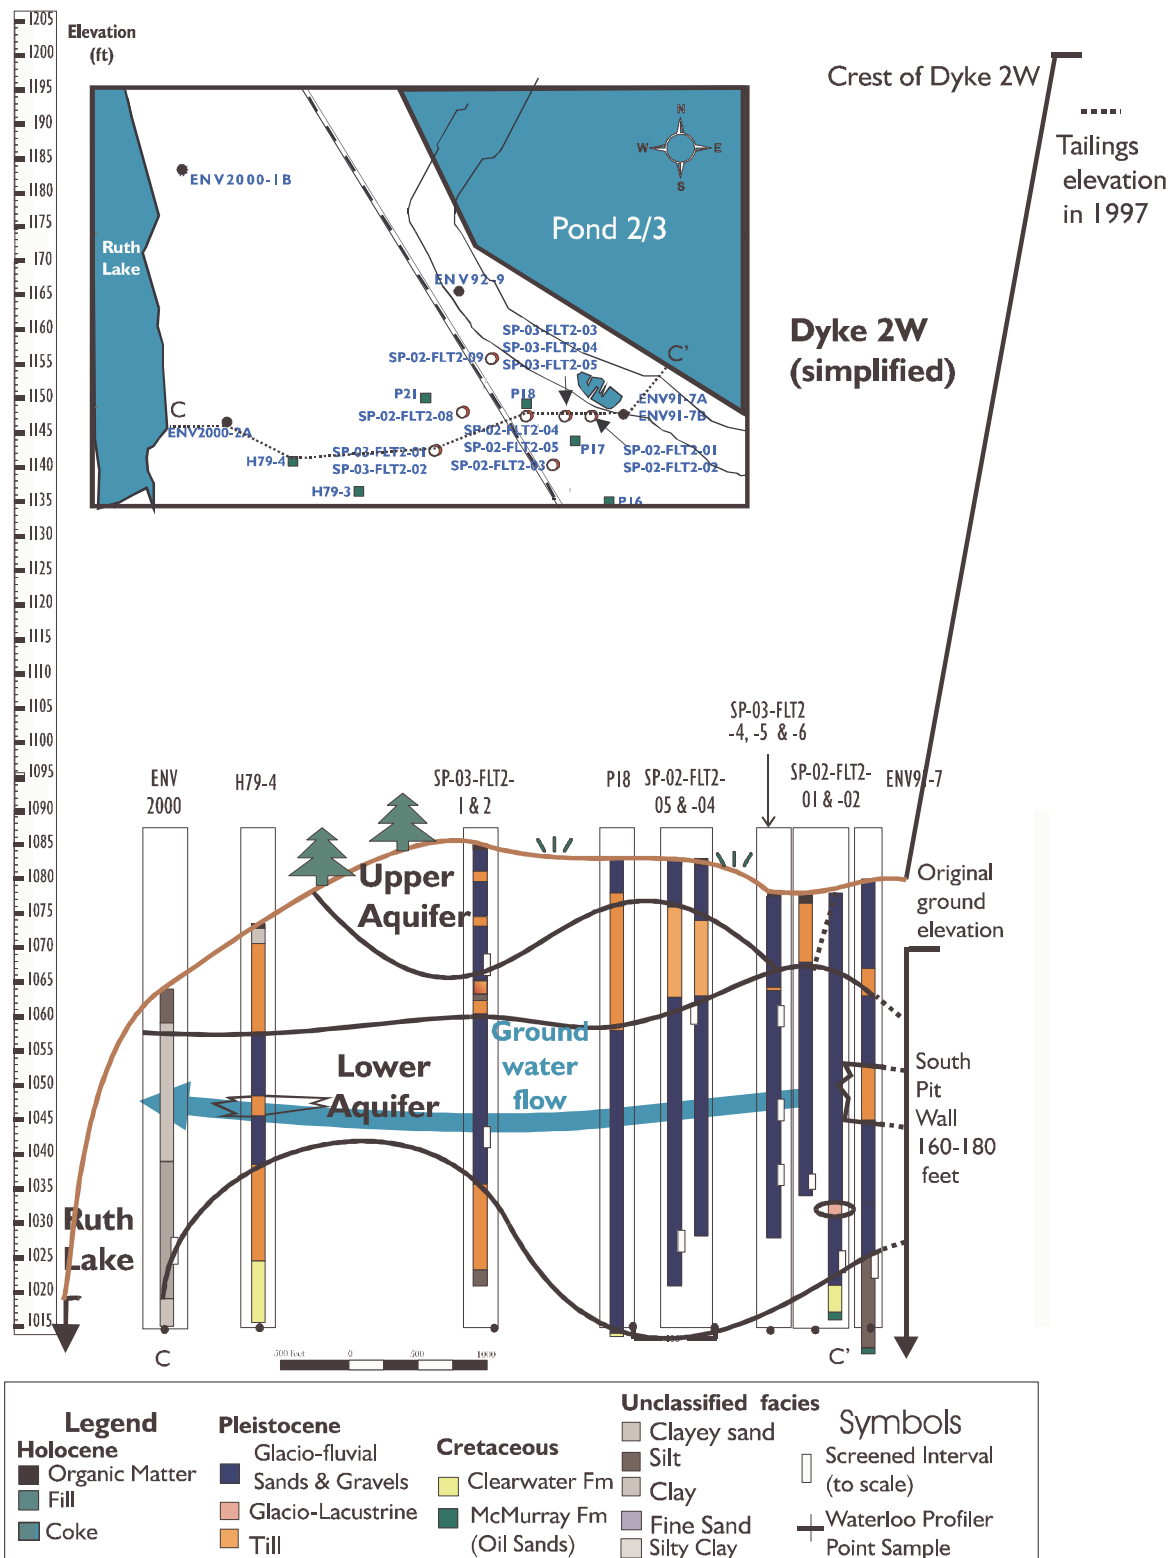 Elevation
(ft)
1205
1200
1195
190
1185
1180
1175
1170
1165
1160
1155
1150
1145
1140
1135
1130
1125
1120
1115
1110
1105
1100
1095
1090
1085
1080
1075
1070
1065
1060
1055
1050
1045
1040
1035
1030
1025
1020
1015
Crest of Dyke 2W
Tailings
elevation
in 1997
Dyke 2W
(simplified)
N
W
E
S
ENV2000-1B
Ruth
Lake
Pond 2/3
ENV92-9
SP-03-FLT2-03
SP-03-FLT2-04
SP-03-FLT2-05
SP-02-FLT2-09
C'
P21
P18
ENV91-7A
ENV91-7B
C
SP-02-FLT2-08
ENV2000-2A
SP-02-FLT2-04
SP-02-FLT2-05
SP-02-FLT2-03
P17
SP-02-FLT2-01
SP-02-FLT2-02
SP-03-FLT2-01
SP-03-FLT2-02
H79-4
H79-3
P16
SP-03-FLT2
-4, -5 & -6
ENV
2000
H79-4
SP-03-FLT2-
1 & 2
P18
SP-02-FLT2-
05 & -04
SP-02-FLT2-
01 & -02
ENV91-7
Upper
Aquifer
Original
ground
elevation
Ground
water
flow
Lower
Aquifer
South
Pit
Wall
160-180
feet
Ruth
Lake
C
500 feet
0
500
1000
C'
Legend
Holocene
Organic Matter
Fill
Coke
Pleistocene
Glacio-fluvial
Sands & Gravels
Glacio-Lacustrine
Till
Cretaceous
Clearwater Fm
McMurray Fm
(Oil Sands)
Unclassified facies
Clayey sand
Silt
Clay
Fine Sand
Silty Clay
Symbols
Screened Interval
(to scale)
Waterloo Profiler
Point Sample